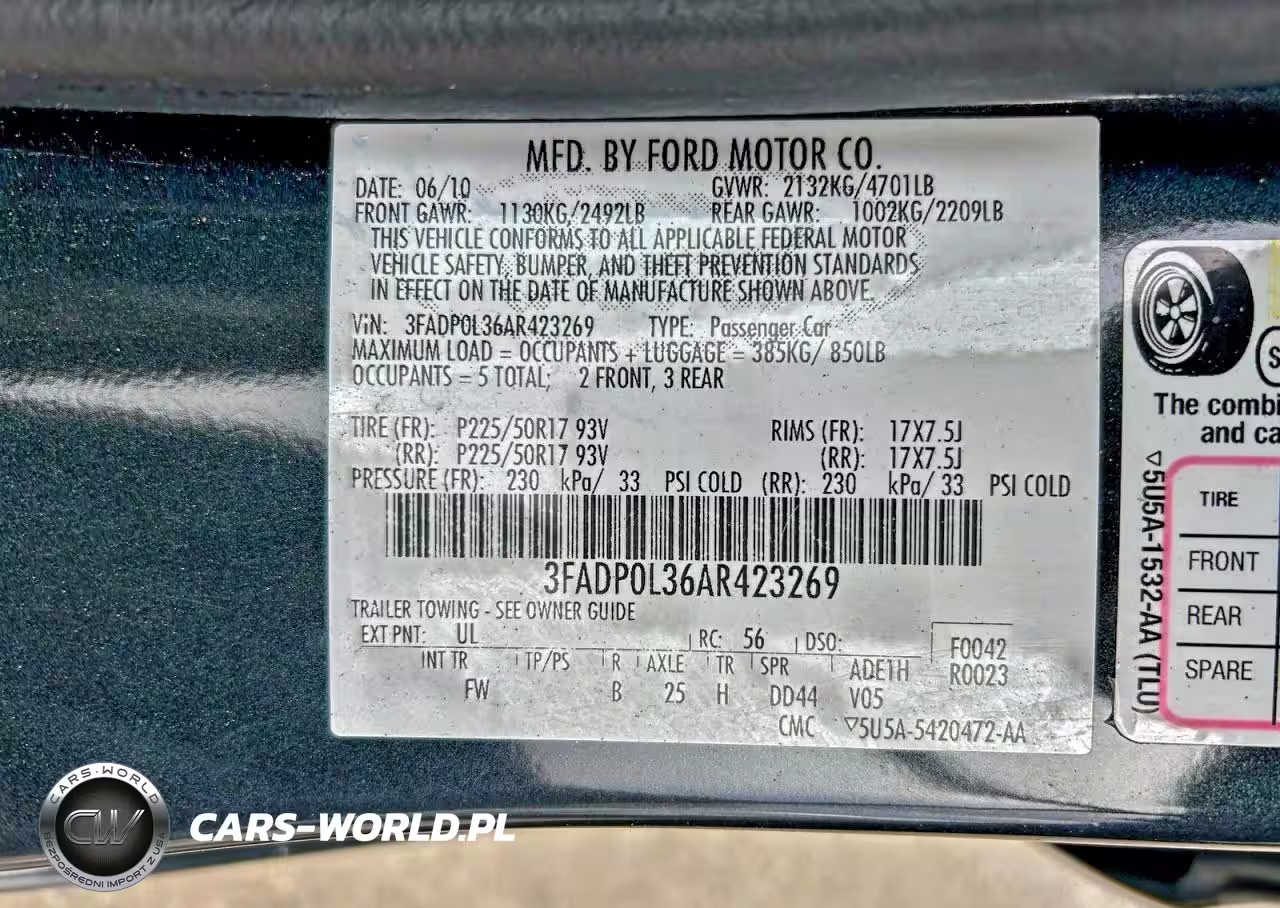 MFD. BY FORD MOTOR CO.
DATE: 06/10 GVWR: 2132KG/4701LB
FRONT GAWR: 1130KG/2492LB REAR GAWR: 1002KG/2209LB
THIS VEHICLE CONFORMS TO ALL APPLICABLE FEDERAL MOTOR
VEHICLE SAFETY, BUMPER, AND THEFT PREVENTION STANDARDS
IN EFFECT ON THE DATE OF MANUFACTURE SHOWN ABOVE.
VIN: 3FADP0L36AR423269 TYPE: Passenger Car
MAXIMUM LOAD = OCCUPANTS + LUGGAGE = 385KG/ 850LB
OCCUPANTS = 5 TOTAL; 2 FRONT, 3 REAR
TIRE (FR): P225/50R17 93V RIMS (FR): 17X7.5J
(RR): P225/50R17 93V (RR): 17X7.5J
PRESSURE (FR): 230 kPa/ 33 PSI COLD (RR): 230 kPa/ 33 PSI COLD
3FADP0L36AR423269
TRAILER TOWING - SEE OWNER GUIDE
EXT PNT: UL RC: 56 DSO: F0042
INT TR TP/PS R AXLE TR SPR ADE1H R0023
FW B 25 H DD44 V05
CMC ▽5U5A-5420472-AA
The combi
and ca
▽5U5A-1532-AA (TLU)
TIRE
FRONT
REAR
SPARE
CARS-WORLD
CW
BEZPOŚREDNI IMPORT Z USA
CARS-WORLD.PL